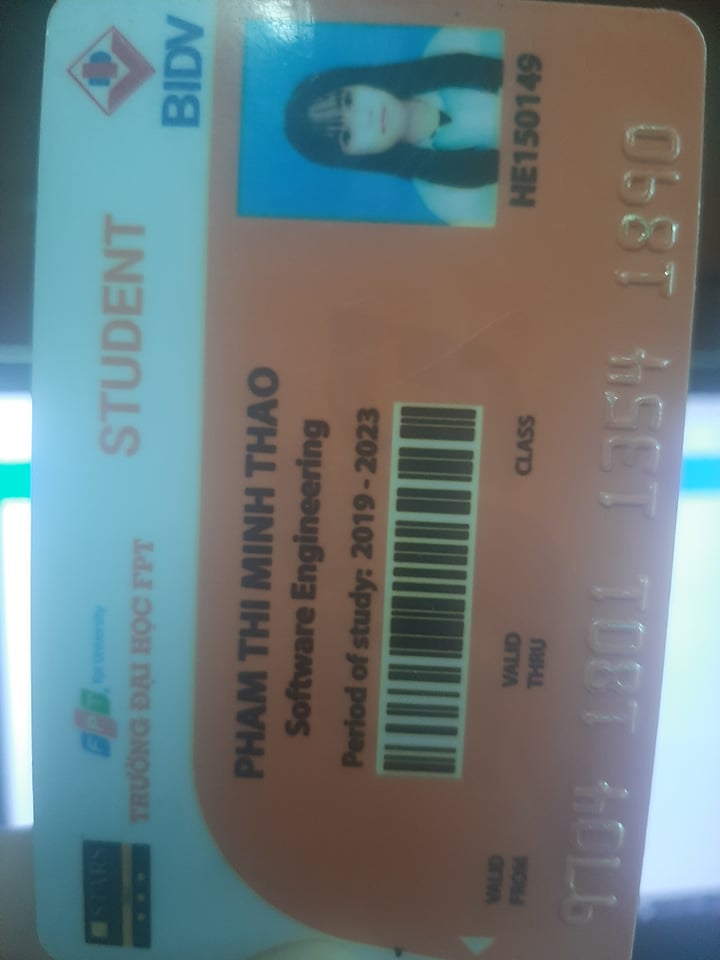 STARS
FPT University
TRƯỜNG ĐẠI HỌC FPT
STUDENT
BIDV
PHAM THI MINH THAO
Software Engineering
Period of study: 2019 - 2023
HE150149
VALID FROM
VALID THRU
CLASS
9704 1801 1354 1890